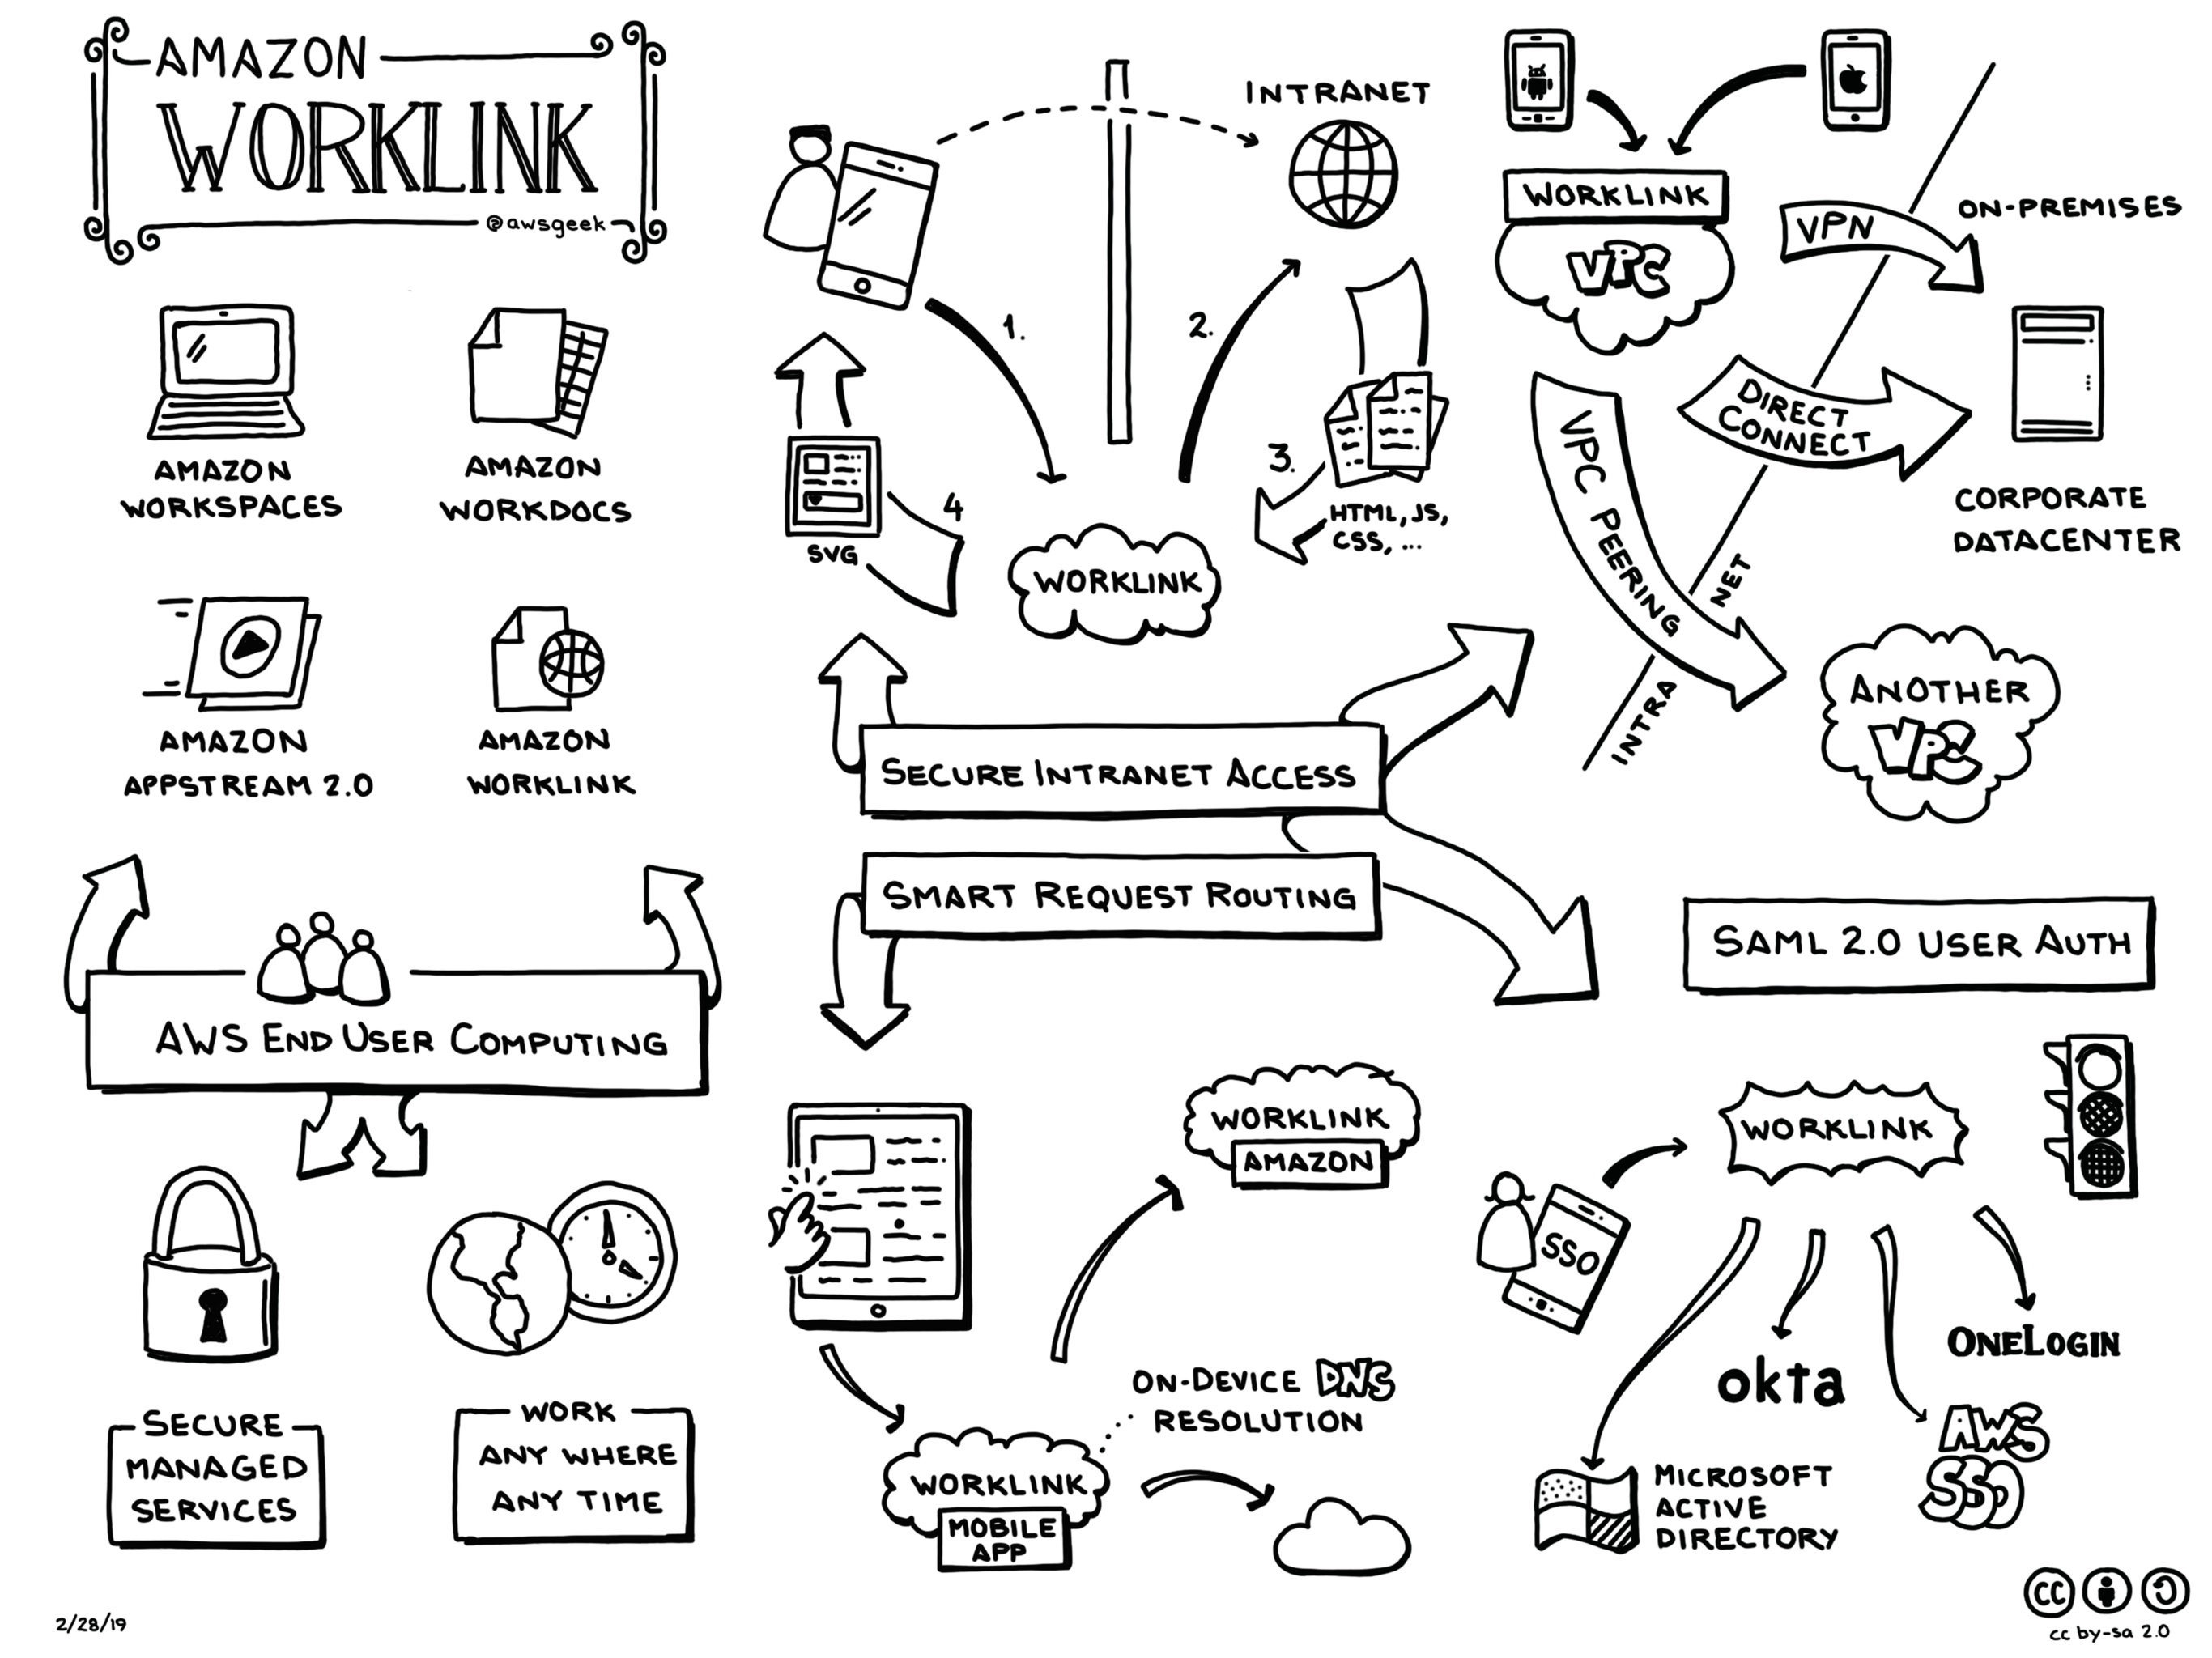 AMAZON
WORKLINK
@awsgeek
AMAZON
WORKSPACES
AMAZON
WORKDOCS
AMAZON
APPSTREAM 2.0
AMAZON
WORKLINK
AWS END USER COMPUTING
SECURE
MANAGED
SERVICES
WORK
ANY WHERE
ANY TIME
2/28/19
INTRANET
1.
2.
3.
HTML, JS,
CSS, ...
4
SVG
WORKLINK
SECURE INTRANET ACCESS
SMART REQUEST ROUTING
WORKLINK
AMAZON
ON-DEVICE DNS
RESOLUTION
WORKLINK
MOBILE
APP
WORKLINK
VPC
VPN
ON-PREMISES
DIRECT
CONNECT
CORPORATE
DATACENTER
VPC PEERING
INTRA
NET
ANOTHER
VPC
SAML 2.0 USER AUTH
WORKLINK
SSO
ONELOGIN
okta
AWS
SSO
MICROSOFT
ACTIVE
DIRECTORY
cc
cc by-sa 2.0